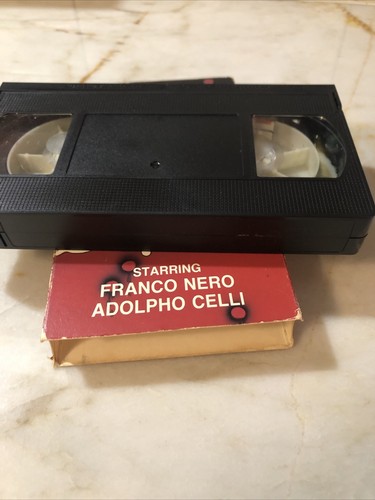 STARRING
FRANCO NERO
ADOLPHO CELLI